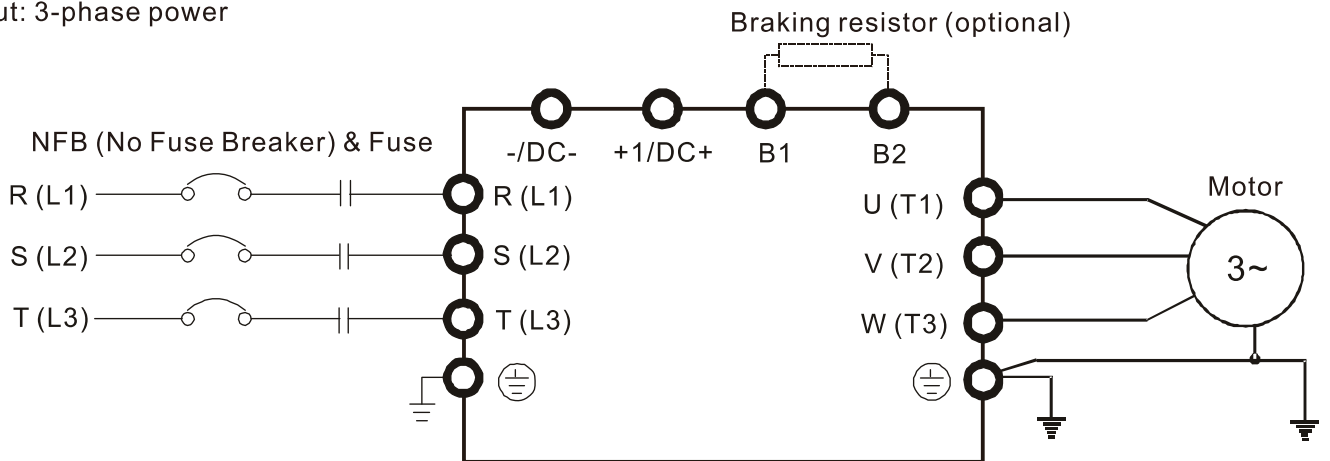 3-phase power
Braking resistor (optional)
NFB (No Fuse Breaker) & Fuse
-/DC-
+1/DC+
B1
B2
R (L1)
R (L1)
U (T1)
Motor
S (L2)
S (L2)
V (T2)
3~
T (L3)
T (L3)
W (T3)